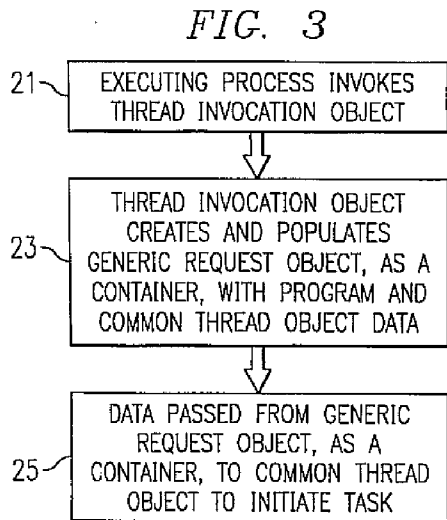 FIG. 3
21
EXECUTING PROCESS INVOKES
THREAD INVOCATION OBJECT
23
THREAD INVOCATION OBJECT
CREATES AND POPULATES
GENERIC REQUEST OBJECT, AS A
CONTAINER, WITH PROGRAM AND
COMMON THREAD OBJECT DATA
25
DATA PASSED FROM GENERIC
REQUEST OBJECT, AS A
CONTAINER, TO COMMON THREAD
OBJECT TO INITIATE TASK